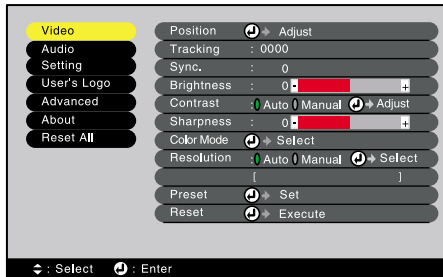 Video
Audio
Setting
User's Logo
Advanced
About
Reset All
Position Adjust
Tracking : 0000
Sync. : 0
Brightness : 0 - +
Contrast : Auto Manual Adjust
Sharpness : 0 - +
Color Mode Select
Resolution : Auto Manual Select
[ ]
Preset Set
Reset Execute
: Select : Enter